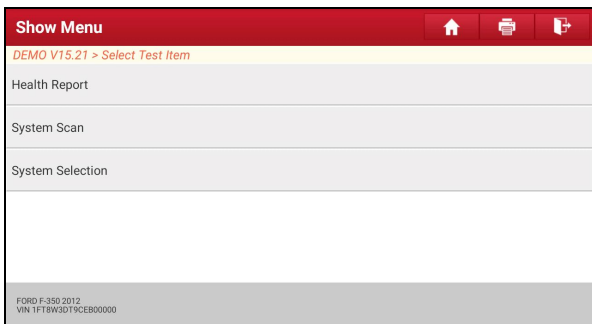 Show Menu
DEMO V15.21 > Select Test Item
Health Report
System Scan
System Selection
FORD F-350 2012
VIN 1FT8W3DT9CEB00000